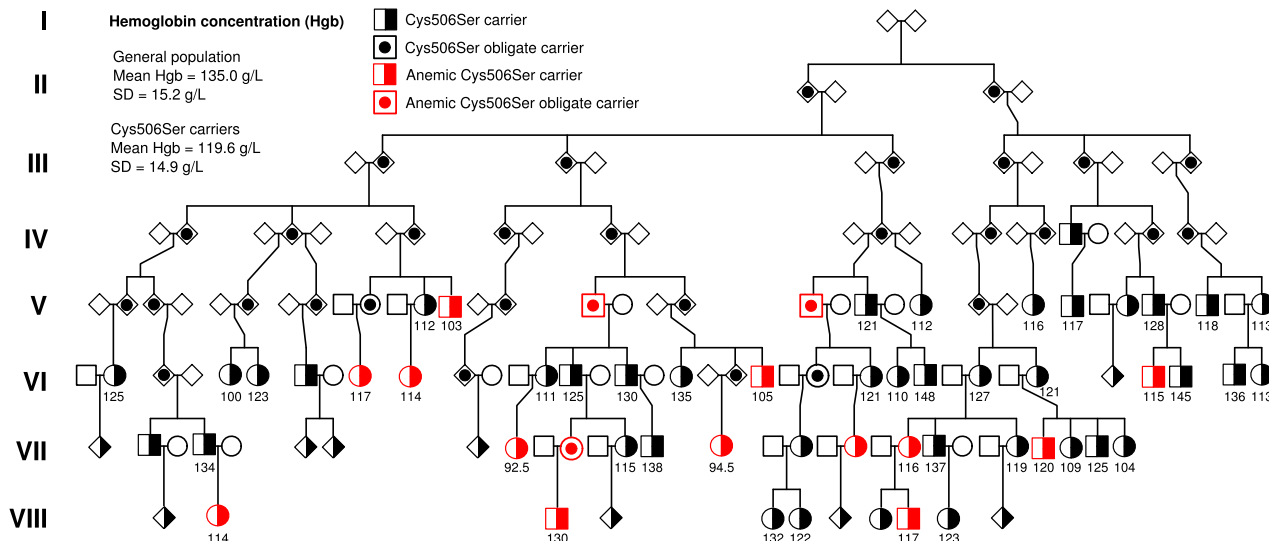 I
Hemoglobin concentration (Hgb)
Cys506Ser carrier
General population
Cys506Ser obligate carrier
Mean Hgb = 135.0 g/L
Anemic Cys506Ser carrier
II
SD = 15.2 g/L
Anemic Cys506Ser obligate carrier
Cys506Ser carriers
Mean Hgb = 119.6 g/L
SD = 14.9 g/L
III
IV
V
112 103 121 112 116 117 128 118 113
VI
125 100 123 117 114 111 125 130 135 105 121 110 148 127 121 115 145 136 113
VII
134 92.5 115 138 94.5 116 137 119 120 109 125 104
VIII
114 130 132 122 117 123